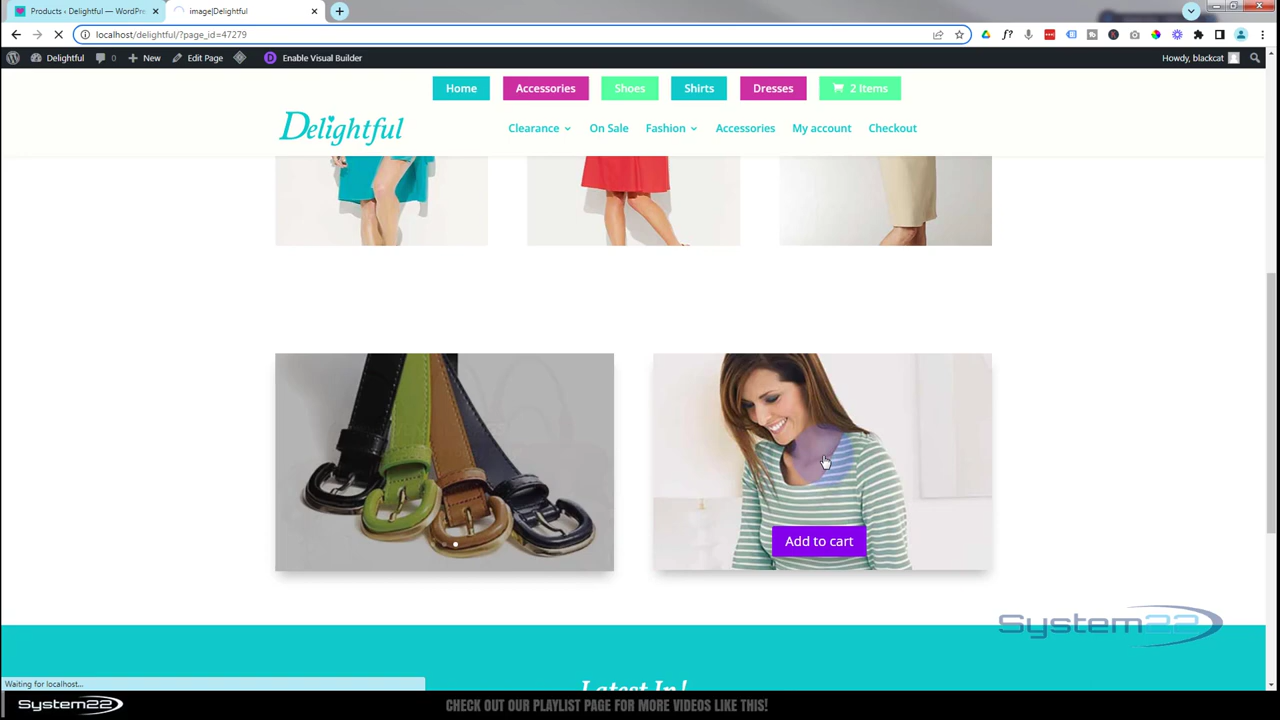 Products ‹ Delightful — WordPre
image|Delightful
localhost/delightful/?page_id=47279
Delightful
0
New
Edit Page
Enable Visual Builder
Howdy, blackcat
Home
Accessories
Shoes
Shirts
Dresses
2 Items
Delightful
Clearance
On Sale
Fashion
Accessories
My account
Checkout
Add to cart
System22
Latest In!
Waiting for localhost...
System22
CHECK OUT OUR PLAYLIST PAGE FOR MORE VIDEOS LIKE THIS!